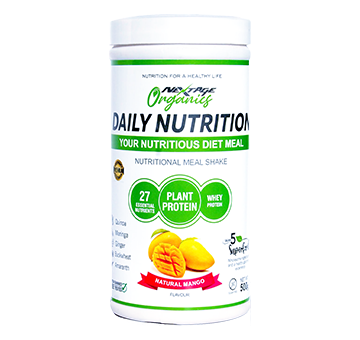 NUTRITION FOR A HEALTHY LIFE
NEXTAGE
Organics
DAILY NUTRITION
YOUR NUTRITIOUS DIET MEAL
NUTRITIONAL MEAL SHAKE
27
ESSENTIAL
NUTRIENTS
PLANT
PROTEIN
WHEY
PROTEIN
Quinoa
Moringa
Ginger
Buckwheat
Amaranth
5
NATURAL MANGO
FLAVOUR